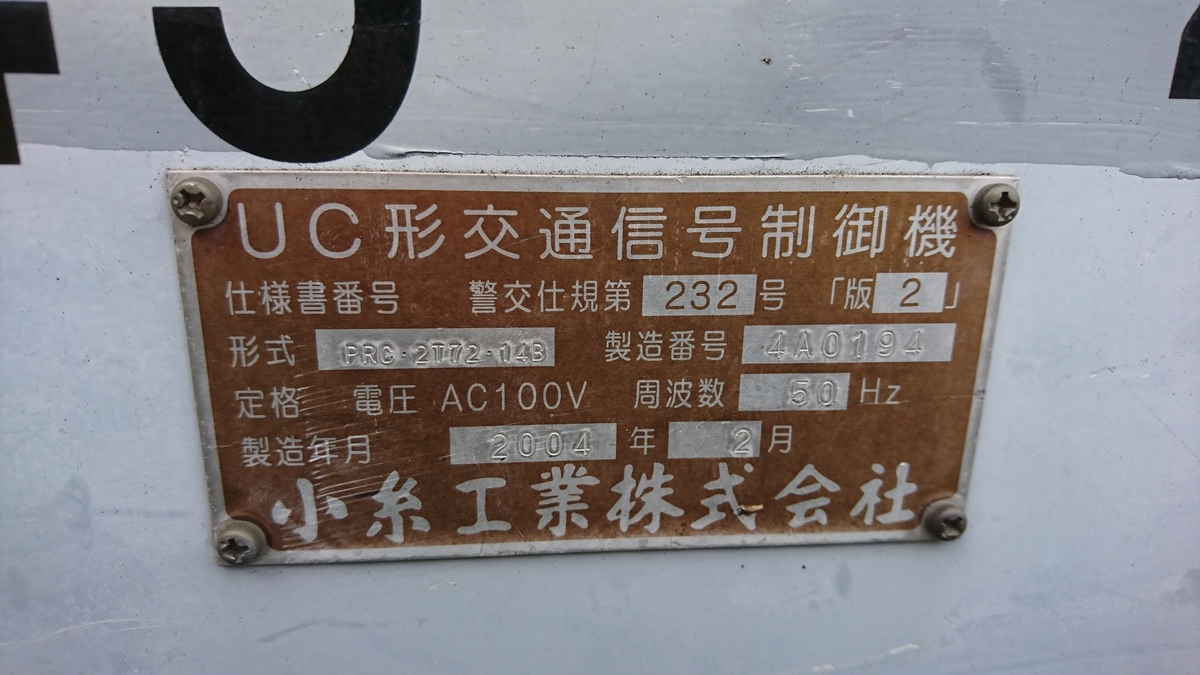 UC形交通信号制御機
仕様書番号 警交仕規第 232 号 「版 2 」
形式 PRC・2T72・14B 製造番号 4A0194
定格 電圧 AC100V 周波数 50 Hz
製造年月 2004 年 2 月
小糸工業株式会社